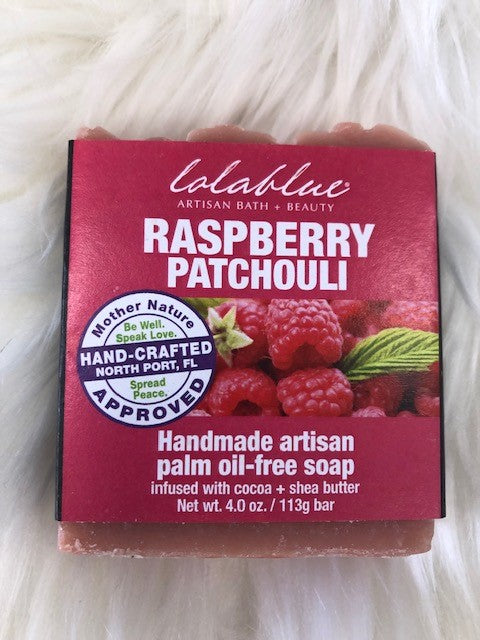 lolablue®
ARTISAN BATH + BEAUTY
RASPBERRY
PATCHOULI
Mother Nature
Be Well.
Speak Love.
HAND-CRAFTED
NORTH PORT, FL
Spread
Peace.
APPROVED
Handmade artisan
palm oil-free soap
infused with cocoa + shea butter
Net wt. 4.0 oz. / 113g bar